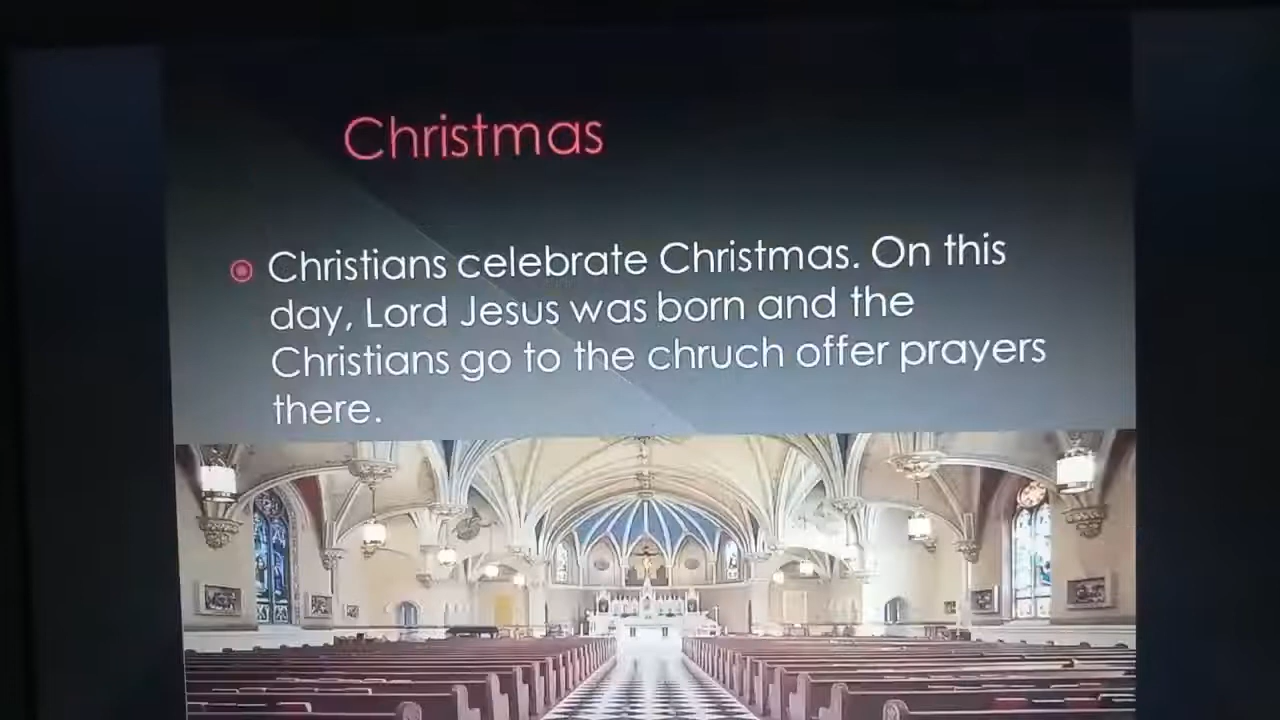 Christmas
Christians celebrate Christmas. On this
day, Lord Jesus was born and the
Christians go to the chruch offer prayers
there.